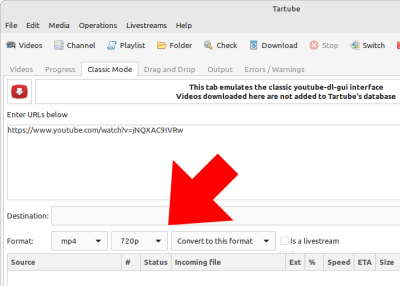 Tartube
File Edit Media Operations Livestreams Help
Videos Channel Playlist Folder Check Download Stop Switch
Videos Progress Classic Mode Drag and Drop Output Errors / Warnings
This tab emulates the classic youtube-dl-gui interface
Videos downloaded here are not added to Tartube's database
Enter URLs below
https://www.youtube.com/watch?v=jNQXAC9IVRw
Destination:
Format: mp4 720p Convert to this format Is a livestream
Source # Status Incoming file Ext % Speed ETA Size